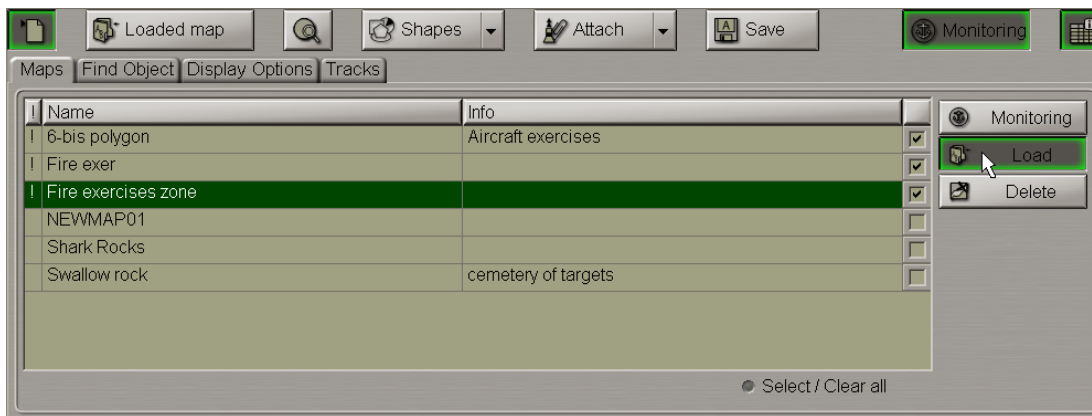 Loaded map Shapes Attach A Save Monitoring
Maps Find Object Display Options Tracks
! Name Info
! 6-bis polygon Aircraft exercises
! Fire exer
! Fire exercises zone
NEWMAP01
Shark Rocks
Swallow rock cemetery of targets
Monitoring
Load
Delete
Select / Clear all